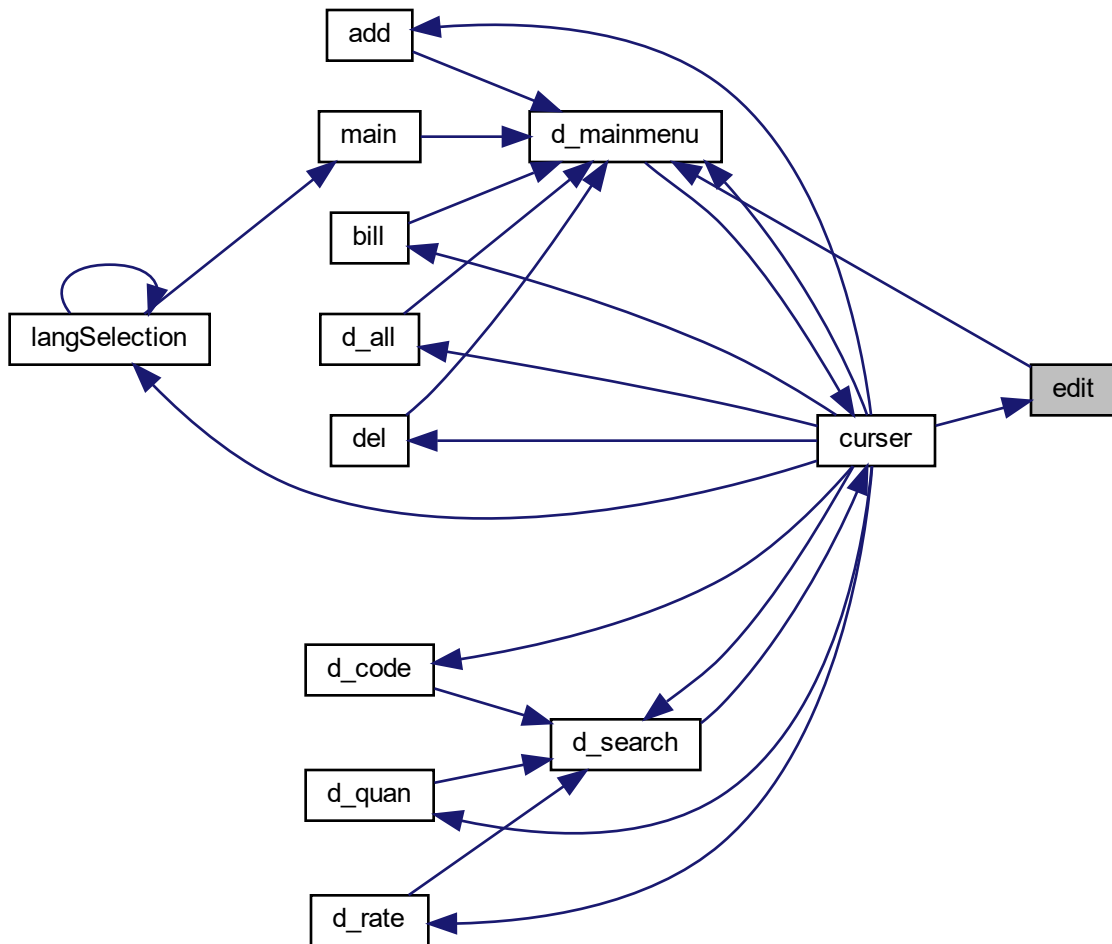 add
main
d_mainmenu
bill
langSelection
d_all
edit
del
curser
d_code
d_search
d_quan
d_rate